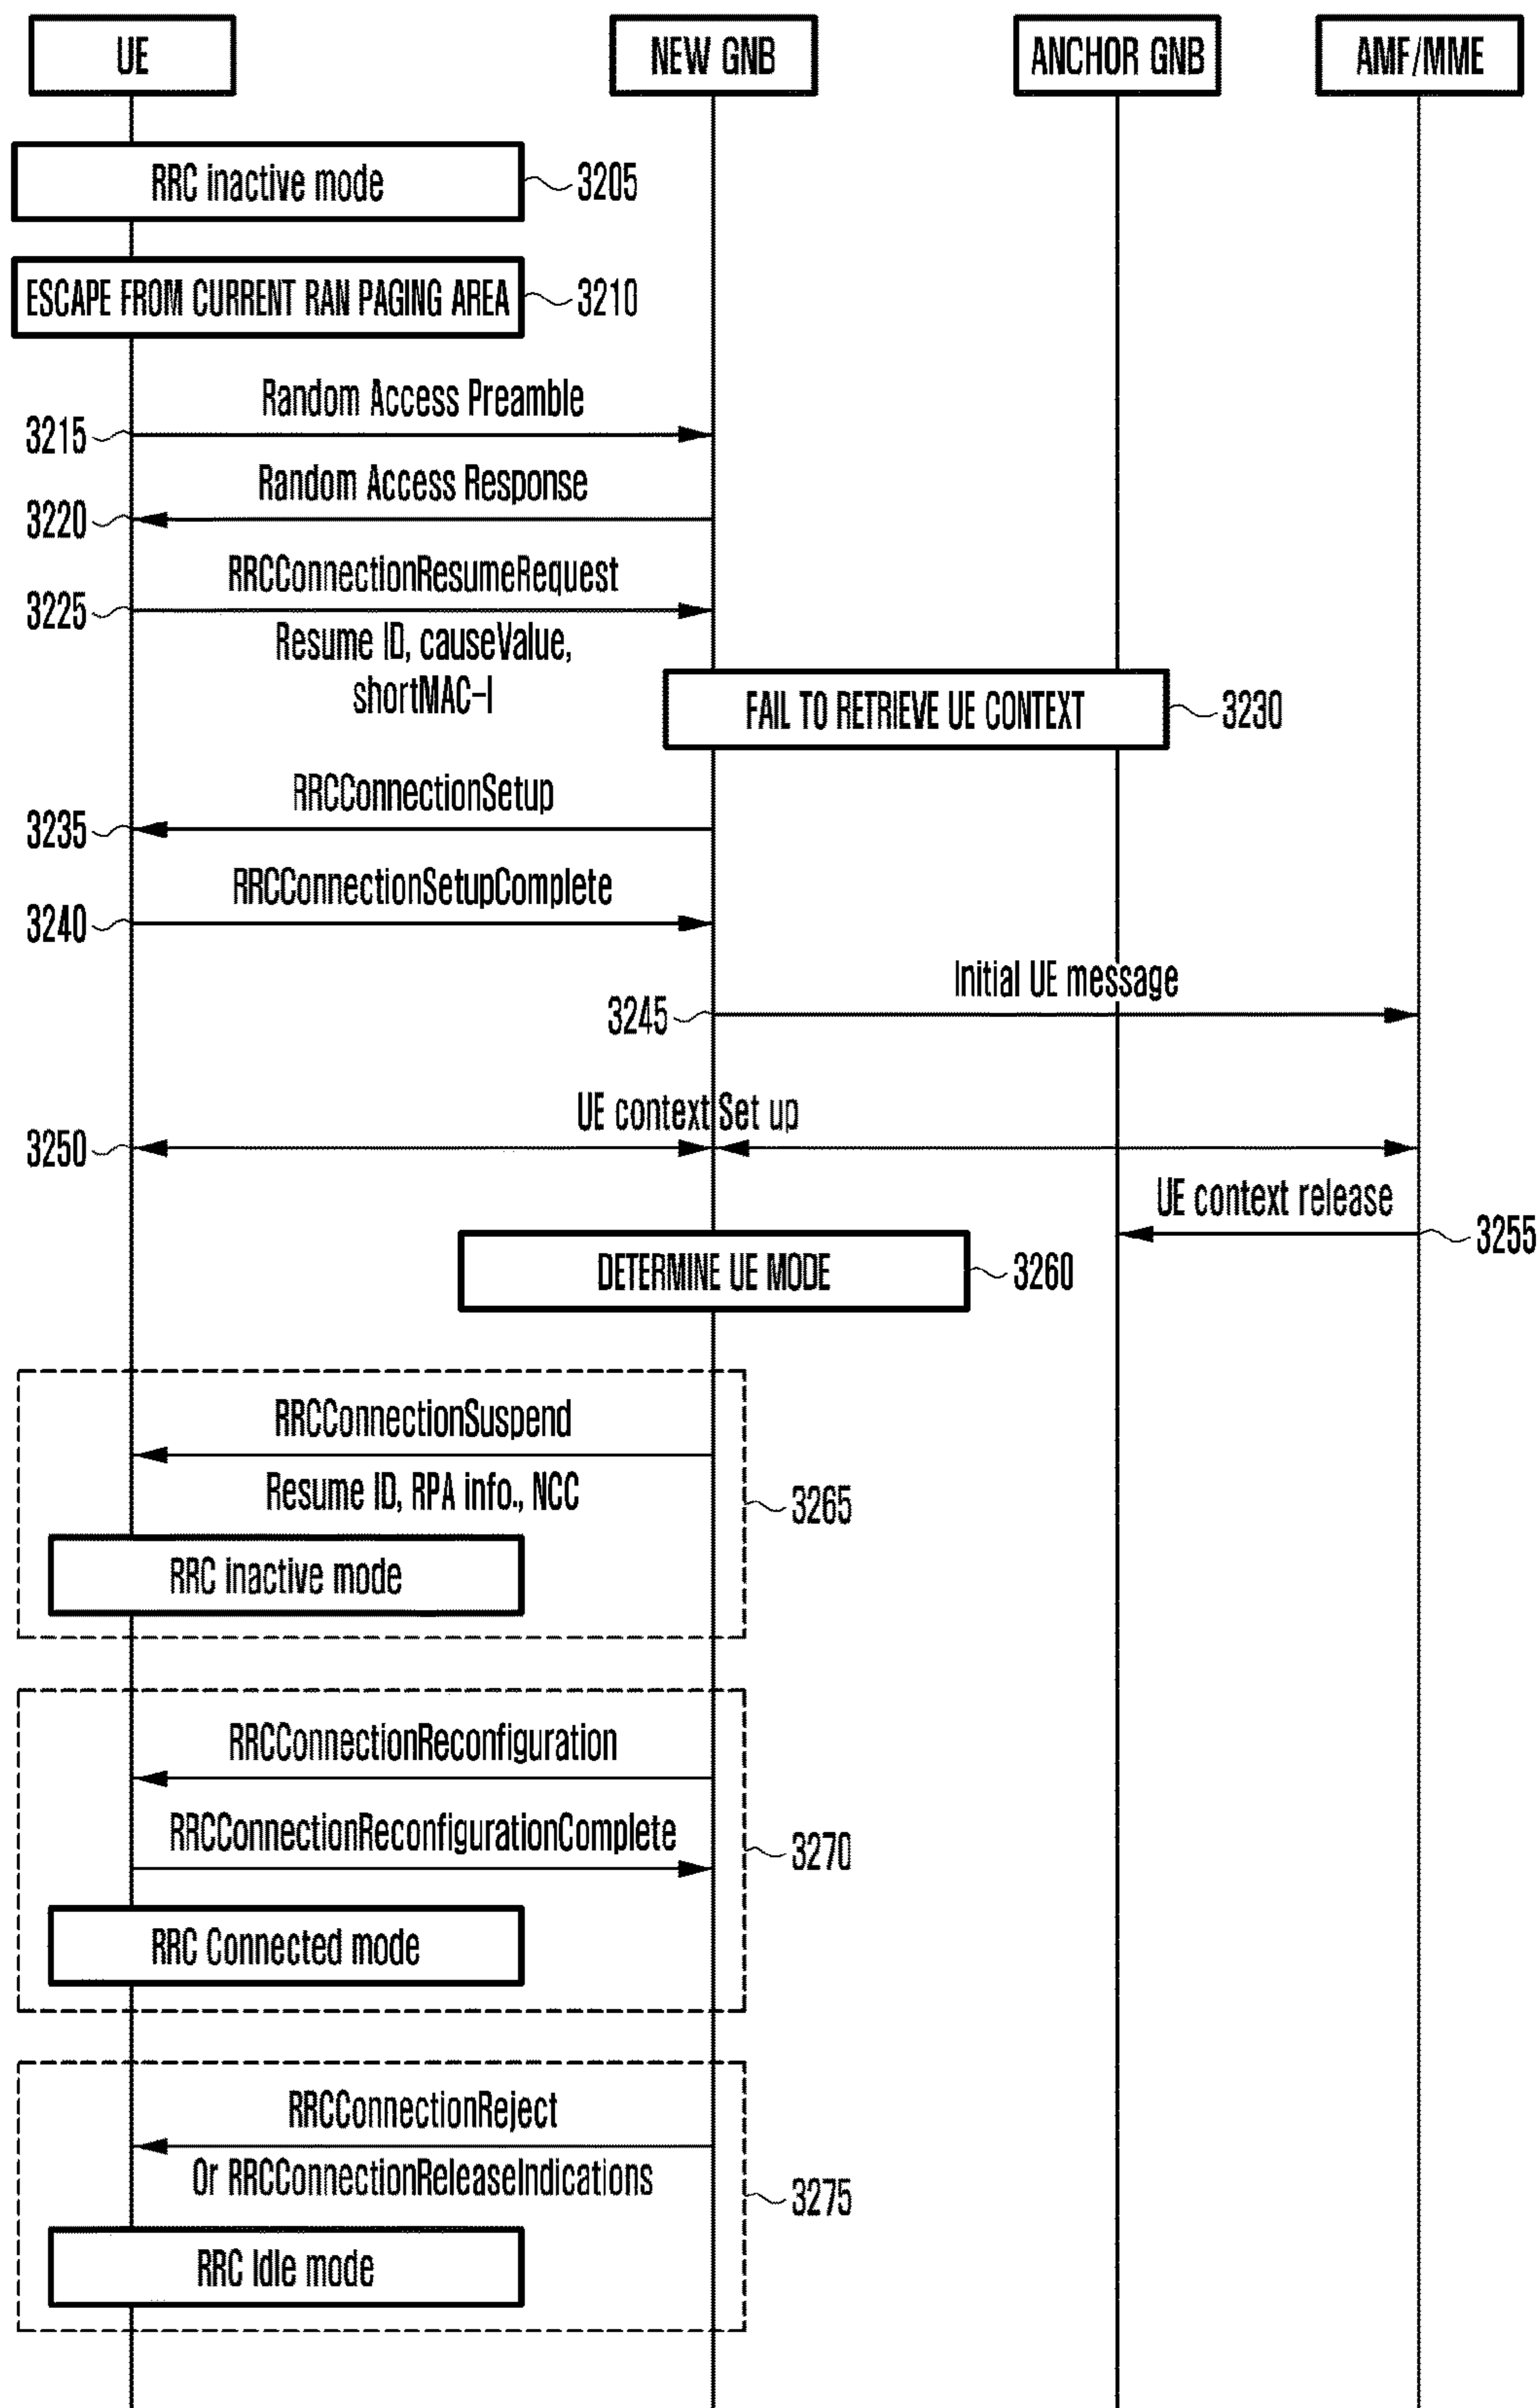 UE
NEW GNB
ANCHOR GNB
AMF/MME
RRC inactive mode
3205
ESCAPE FROM CURRENT RAN PAGING AREA
3210
Random Access Preamble
3215
Random Access Response
3220
RRCConnectionResumeRequest
3225
Resume ID, causeValue,
shortMAC-I
FAIL TO RETRIEVE UE CONTEXT
3230
RRCConnectionSetup
3235
RRCConnectionSetupComplete
3240
Initial UE message
3245
UE context Set up
3250
UE context release
3255
DETERMINE UE MODE
3260
RRCConnectionSuspend
Resume ID, RPA info., NCC
3265
RRC inactive mode
RRCConnectionReconfiguration
RRCConnectionReconfigurationComplete
3270
RRC Connected mode
RRCConnectionReject
Or RRCConnectionReleaseIndications
3275
RRC Idle mode